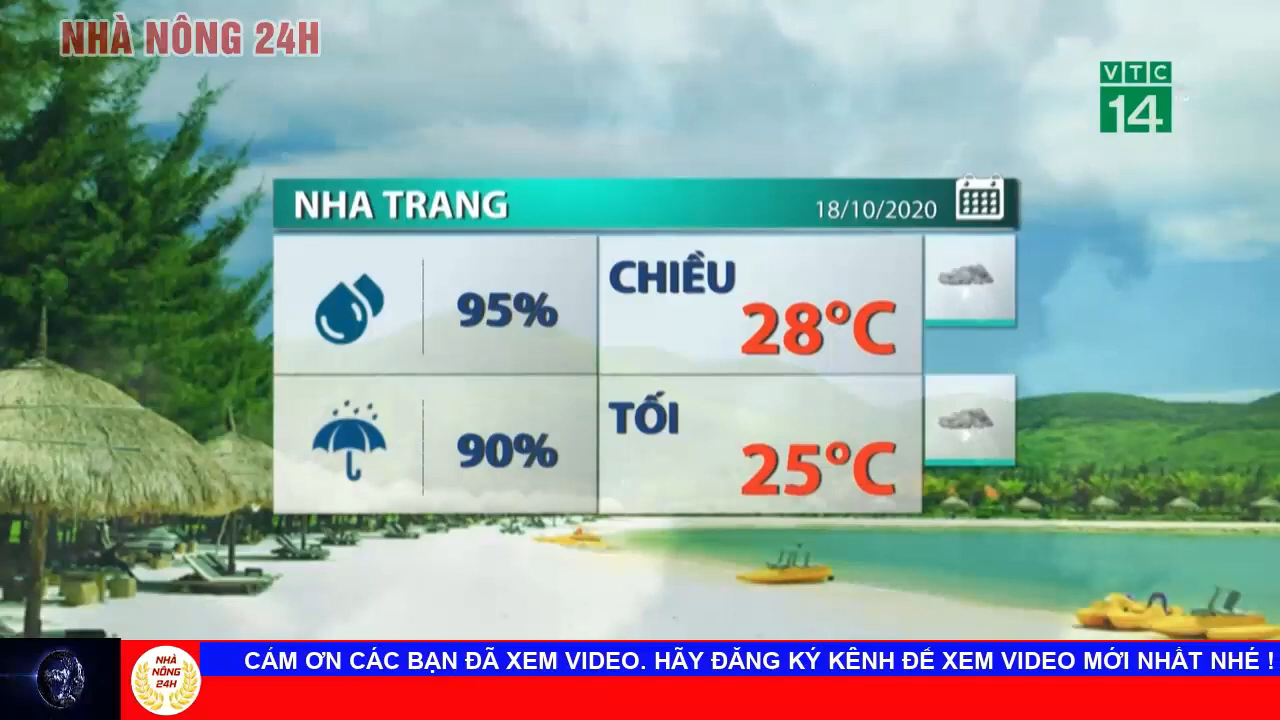 NHÀ NÔNG 24H
VTC
14
NHA TRANG
18/10/2020
95%
CHIỀU
28°C
90%
TỐI
25°C
NHÀ
NÔNG
24H
CẢM ƠN CÁC BẠN ĐÃ XEM VIDEO. HÃY ĐĂNG KÝ KÊNH ĐỂ XEM VIDEO MỚI NHẤT NHÉ !